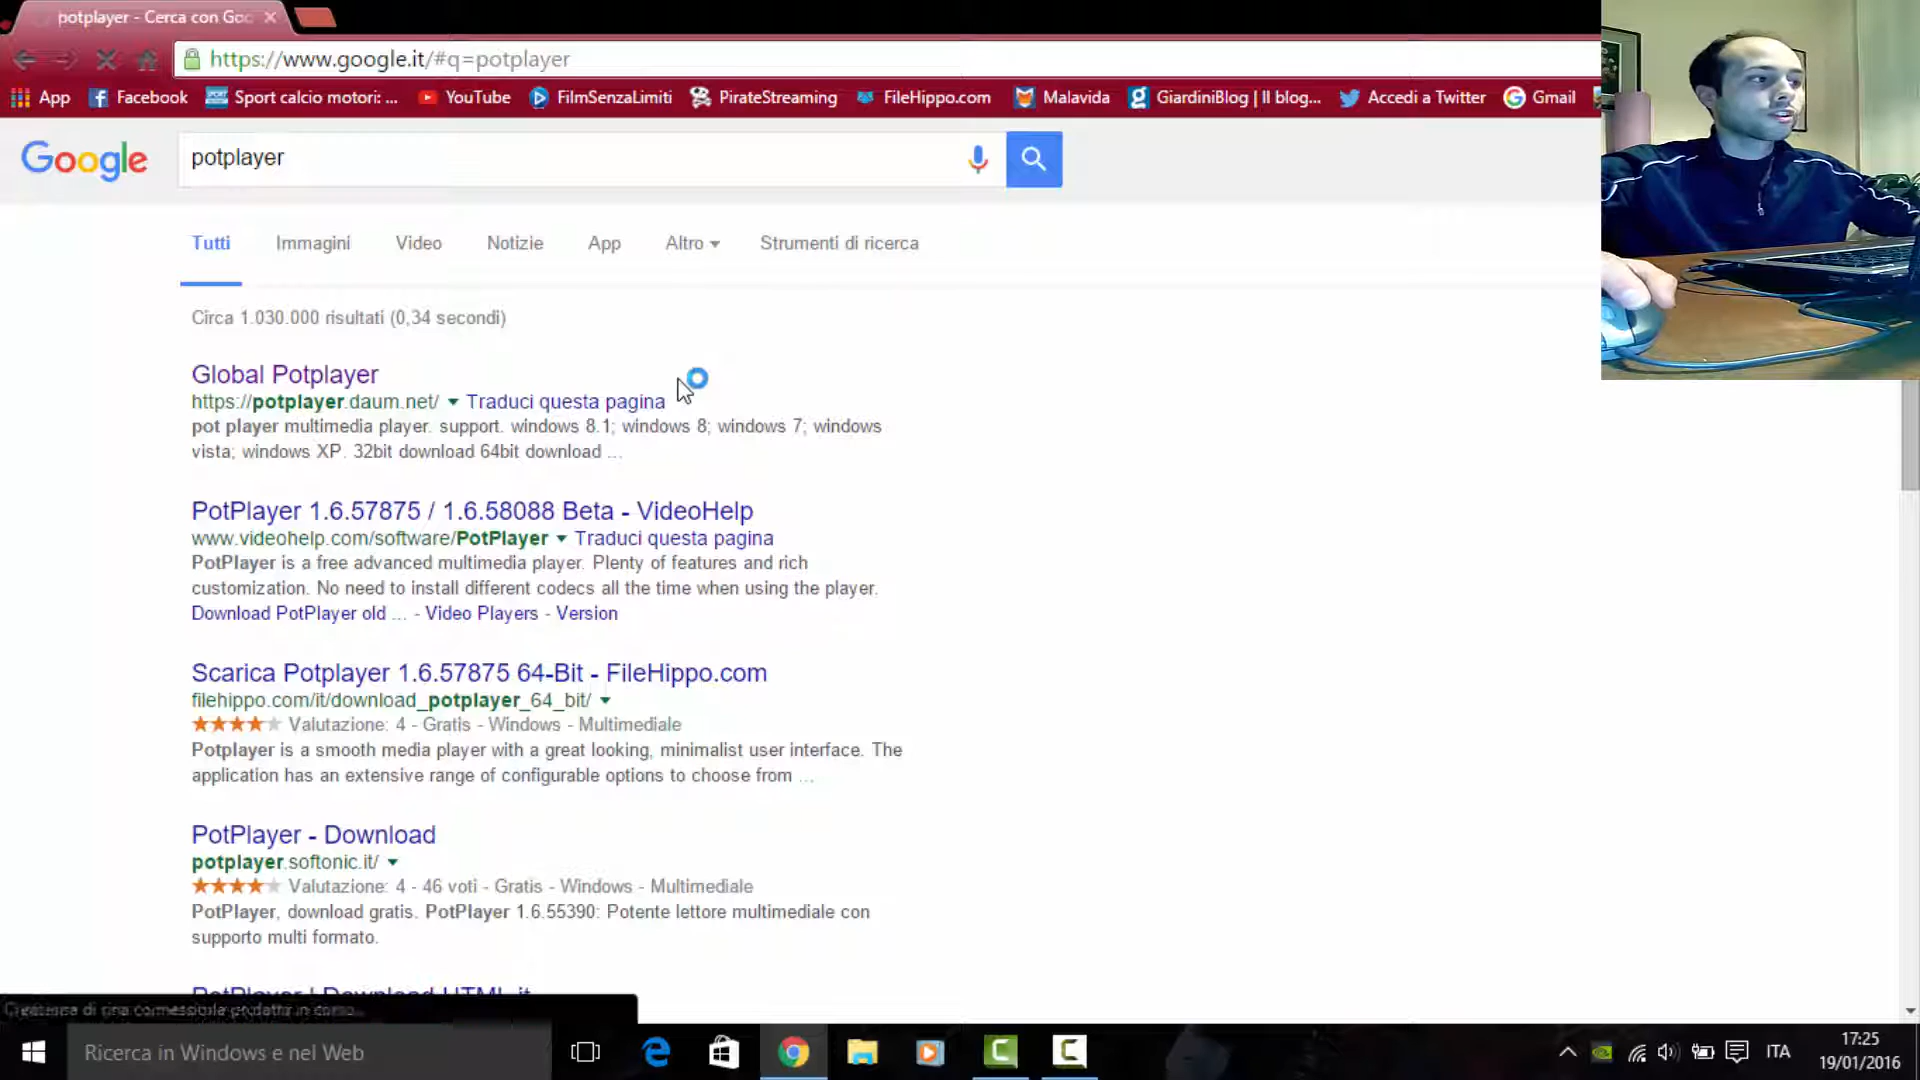 potplayer - Cerca con Goo
https://www.google.it/#q=potplayer
App Facebook Sport calcio motori: ... YouTube FilmSenzaLimiti PirateStreaming FileHippo.com Malavida GiardiniBlog | Il blog... Accedi a Twitter Gmail
Google potplayer
Tutti Immagini Video Notizie App Altro Strumenti di ricerca
Circa 1.030.000 risultati (0,34 secondi)
Global Potplayer
https://potplayer.daum.net/ Traduci questa pagina
pot player multimedia player. support. windows 8.1; windows 8; windows 7; windows
vista; windows XP. 32bit download 64bit download ...
PotPlayer 1.6.57875 / 1.6.58088 Beta - VideoHelp
www.videohelp.com/software/PotPlayer Traduci questa pagina
PotPlayer is a free advanced multimedia player. Plenty of features and rich
customization. No need to install different codecs all the time when using the player.
Download PotPlayer old ... - Video Players - Version
Scarica Potplayer 1.6.57875 64-Bit - FileHippo.com
filehippo.com/it/download_potplayer_64_bit/
Valutazione: 4 - Gratis - Windows - Multimediale
Potplayer is a smooth media player with a great looking, minimalist user interface. The
application has an extensive range of configurable options to choose from ...
PotPlayer - Download
potplayer.softonic.it/
Valutazione: 4 - 46 voti - Gratis - Windows - Multimediale
PotPlayer, download gratis. PotPlayer 1.6.55390: Potente lettore multimediale con
supporto multi formato.
PotPlayer | Download HTML.it
in corso...
Ricerca in Windows e nel Web
ITA
17:25
19/01/2016